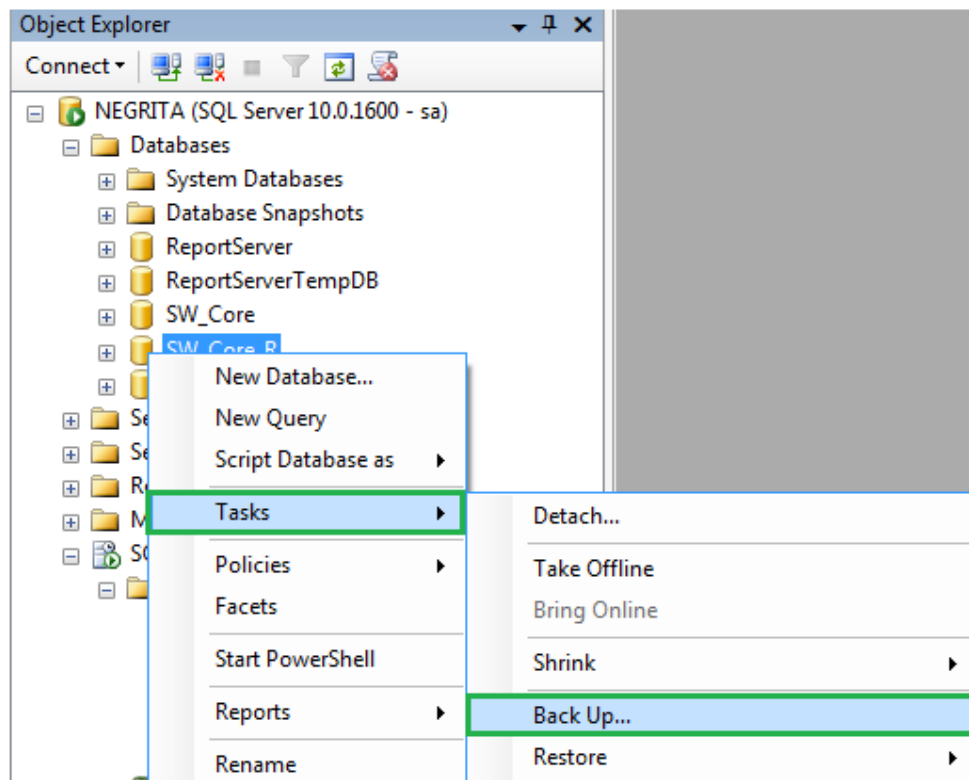 Object Explorer
Connect
NEGRITA (SQL Server 10.0.1600 - sa)
Databases
System Databases
Database Snapshots
ReportServer
ReportServerTempDB
SW_Core
SW_Core_R
New Database...
New Query
Script Database as
Tasks
Policies
Facets
Start PowerShell
Reports
Rename
Detach...
Take Offline
Bring Online
Shrink
Back Up...
Restore